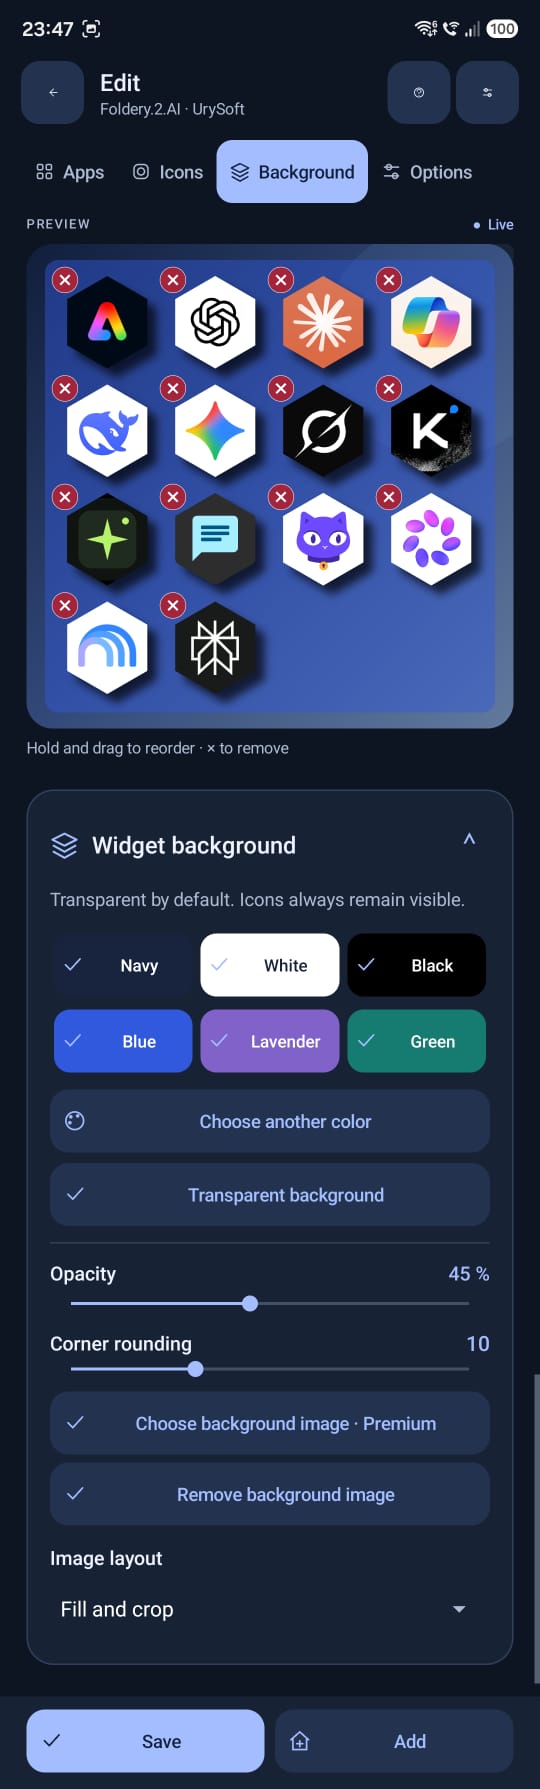 23:47
6
100
Edit
Foldery.2.AI · UrySoft
Apps
Icons
Background
Options
PREVIEW
• Live
K
Hold and drag to reorder · × to remove
Widget background
Transparent by default. Icons always remain visible.
Navy
White
Black
Blue
Lavender
Green
Choose another color
Transparent background
Opacity
45 %
Corner rounding
10
Choose background image · Premium
Remove background image
Image layout
Fill and crop
Save
Add